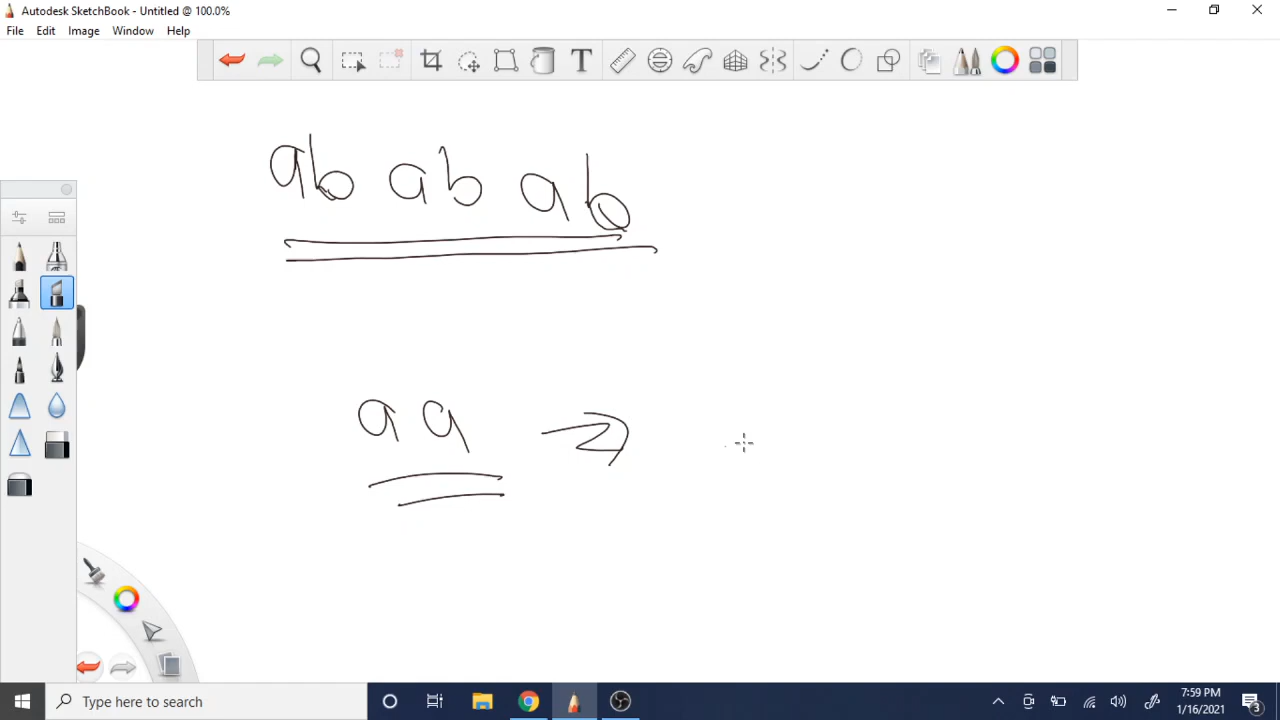 Autodesk SketchBook - Untitled @ 100.0%
File Edit Image Window Help
T
ab ab ab
a a →
Type here to search
7:59 PM
1/16/2021
3